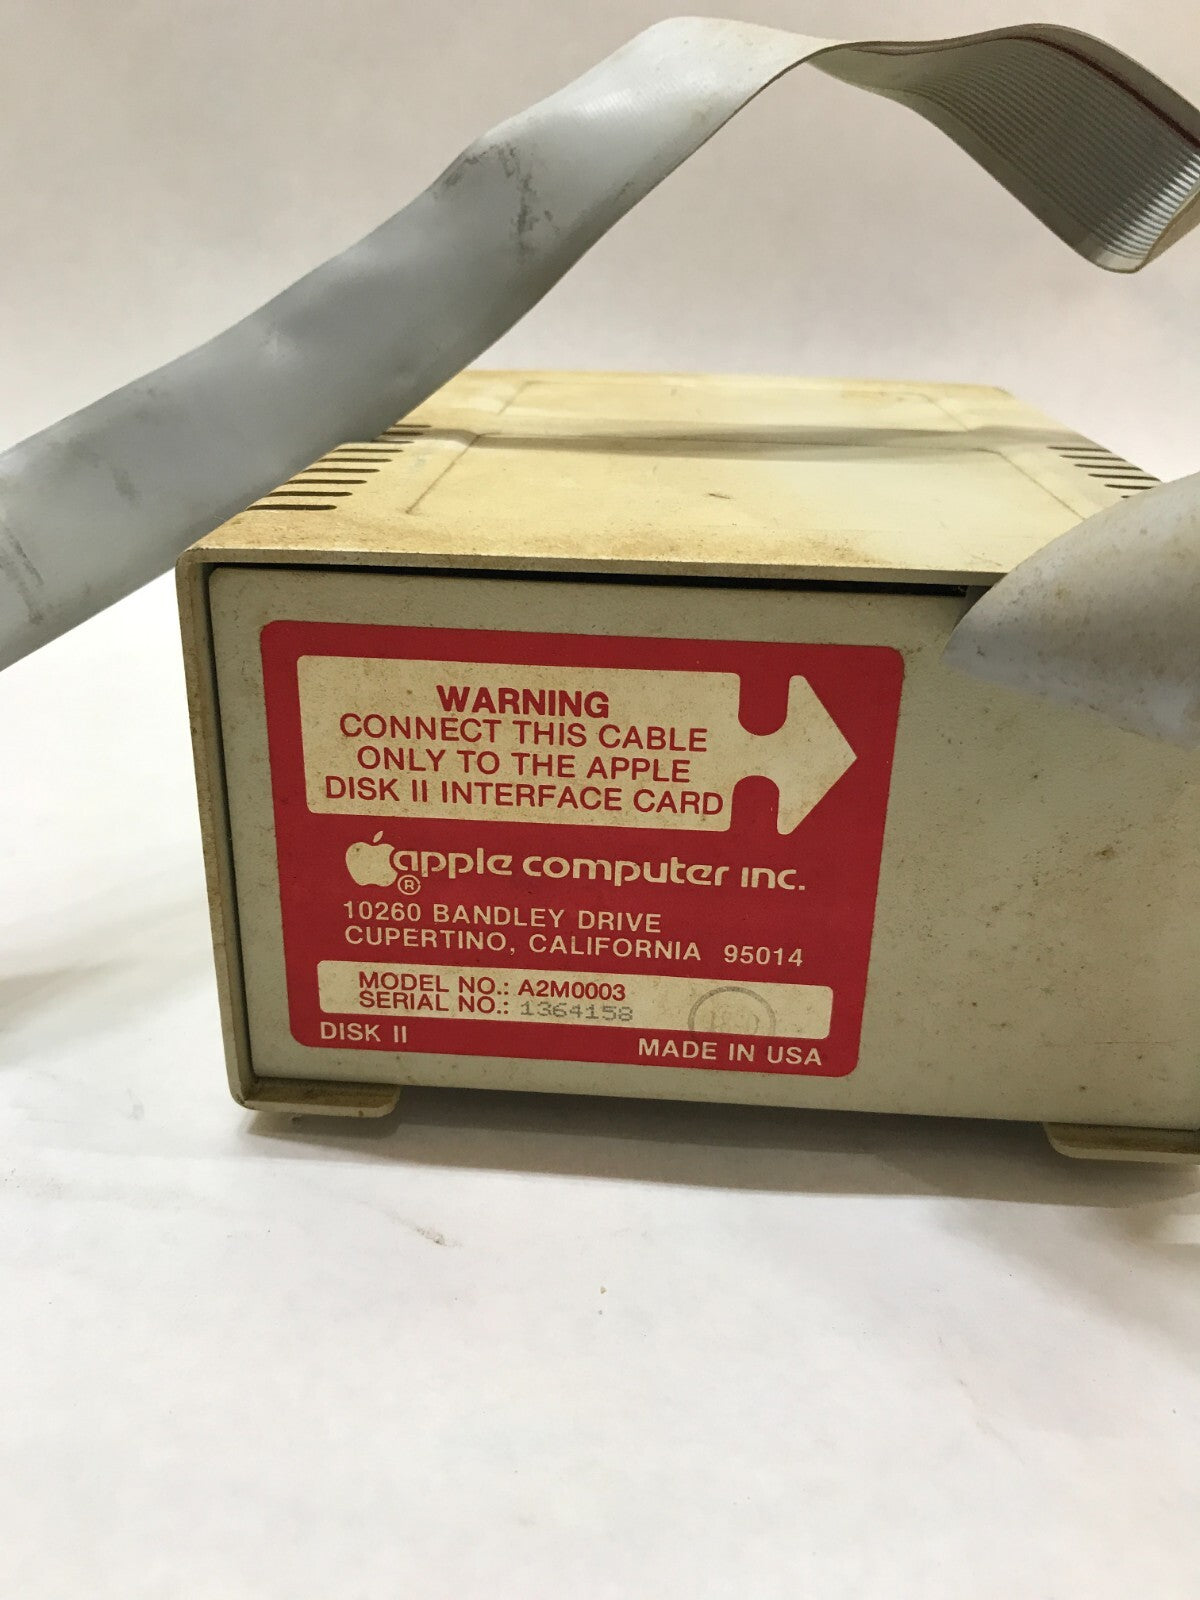 WARNING
CONNECT THIS CABLE
ONLY TO THE APPLE
DISK II INTERFACE CARD
apple computer inc.
®
10260 BANDLEY DRIVE
CUPERTINO, CALIFORNIA 95014
MODEL NO.: A2M0003
SERIAL NO.: 1364158
DISK II
MADE IN USA